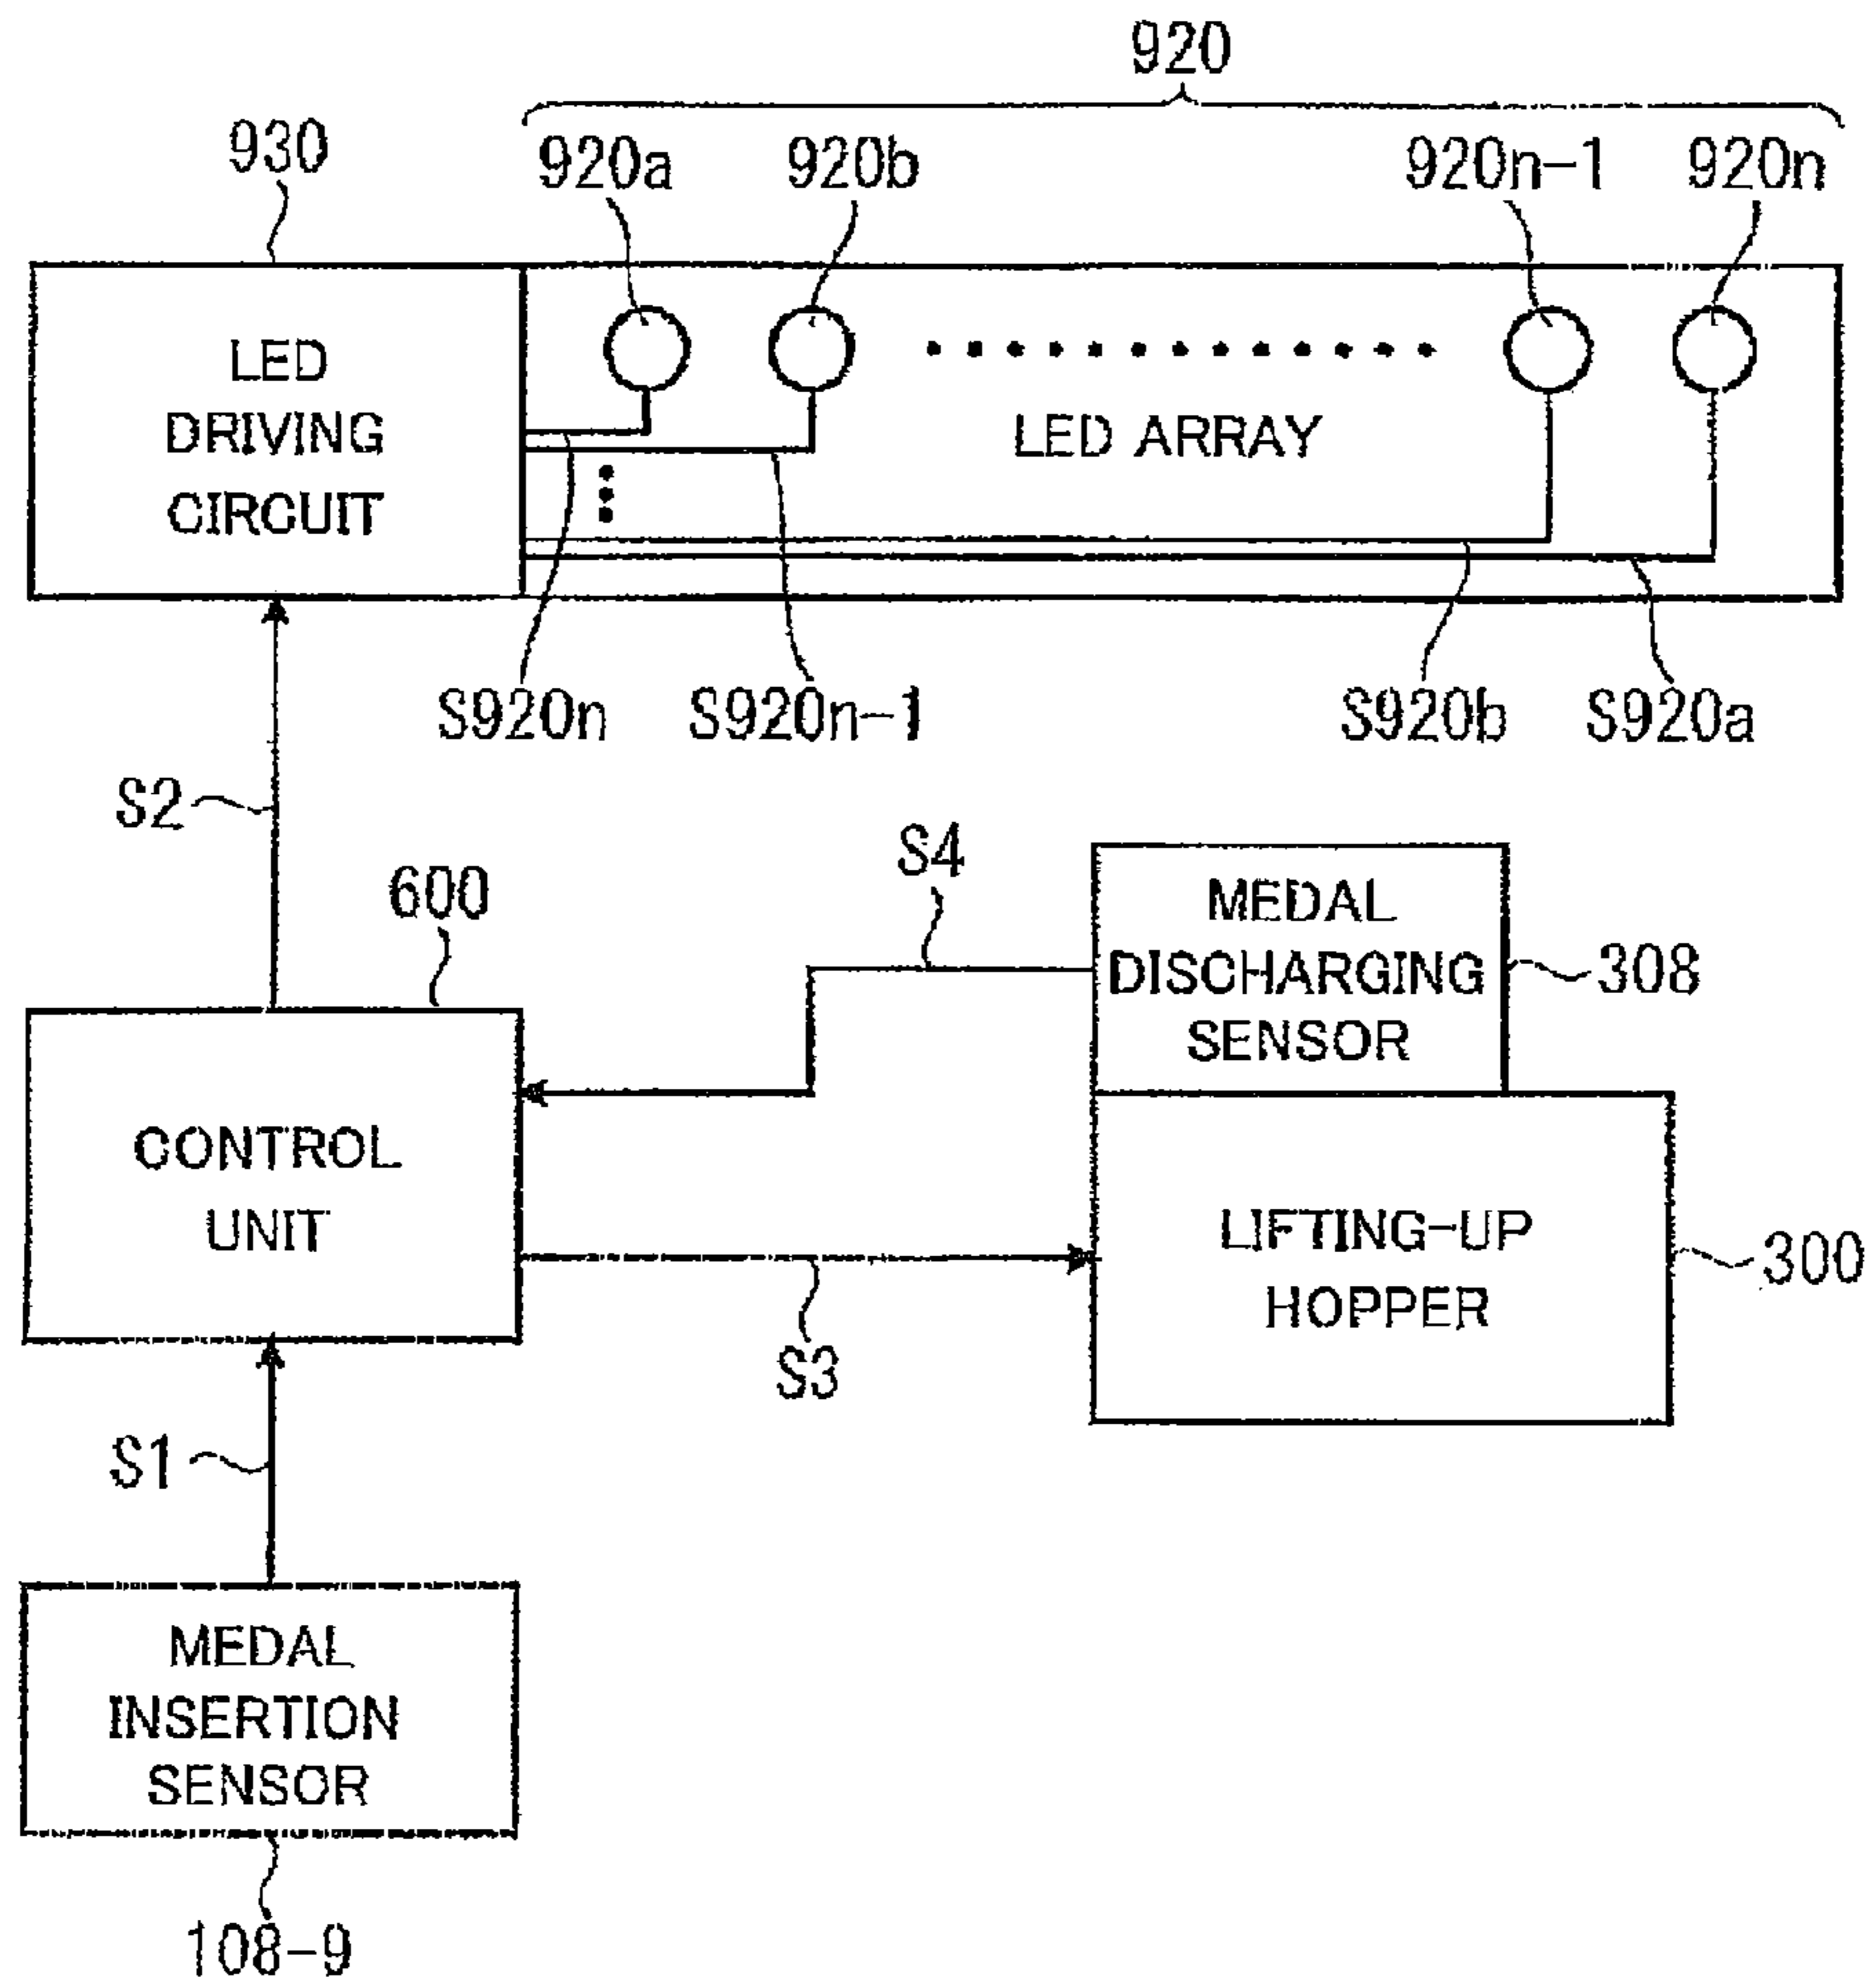 920
930
920a
920b
920n-1
920n
LED
DRIVING
CIRCUIT
LED ARRAY
S920n
S920n-1
S920b
S920a
S2
600
S4
MEDAL
DISCHARGING
SENSOR
308
CONTROL
UNIT
LIFTING-UP
HOPPER
300
S3
S1
MEDAL
INSERTION
SENSOR
108-9